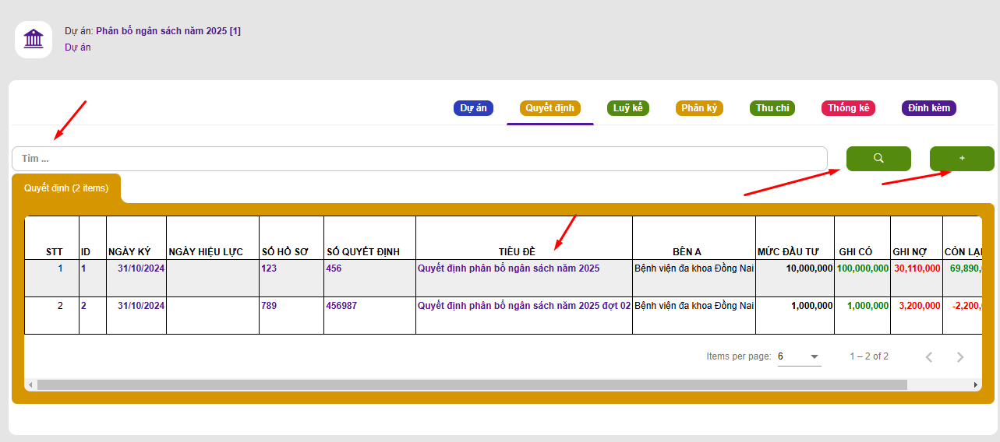 Dự án: Phân bổ ngân sách năm 2025 [1]
Dự án
Dự án Quyết định Luỹ kế Phân kỳ Thu chi Thống kê Đính kèm
Tìm ...
+
Quyết định (2 items)
STT ID NGÀY KÝ NGÀY HIỆU LỰC SỐ HỒ SƠ SỐ QUYẾT ĐỊNH TIÊU ĐỀ BÊN A MỨC ĐẦU TƯ GHI CÓ GHI NỢ CÒN LẠI
1 1 31/10/2024 123 456 Quyết định phân bổ ngân sách năm 2025 Bệnh viện đa khoa Đồng Nai 10,000,000 100,000,000 30,110,000 69,890,
2 2 31/10/2024 789 456987 Quyết định phân bổ ngân sách năm 2025 đợt 02 Bệnh viện đa khoa Đồng Nai 1,000,000 1,000,000 3,200,000 -2,200,
Items per page: 6 1 – 2 of 2